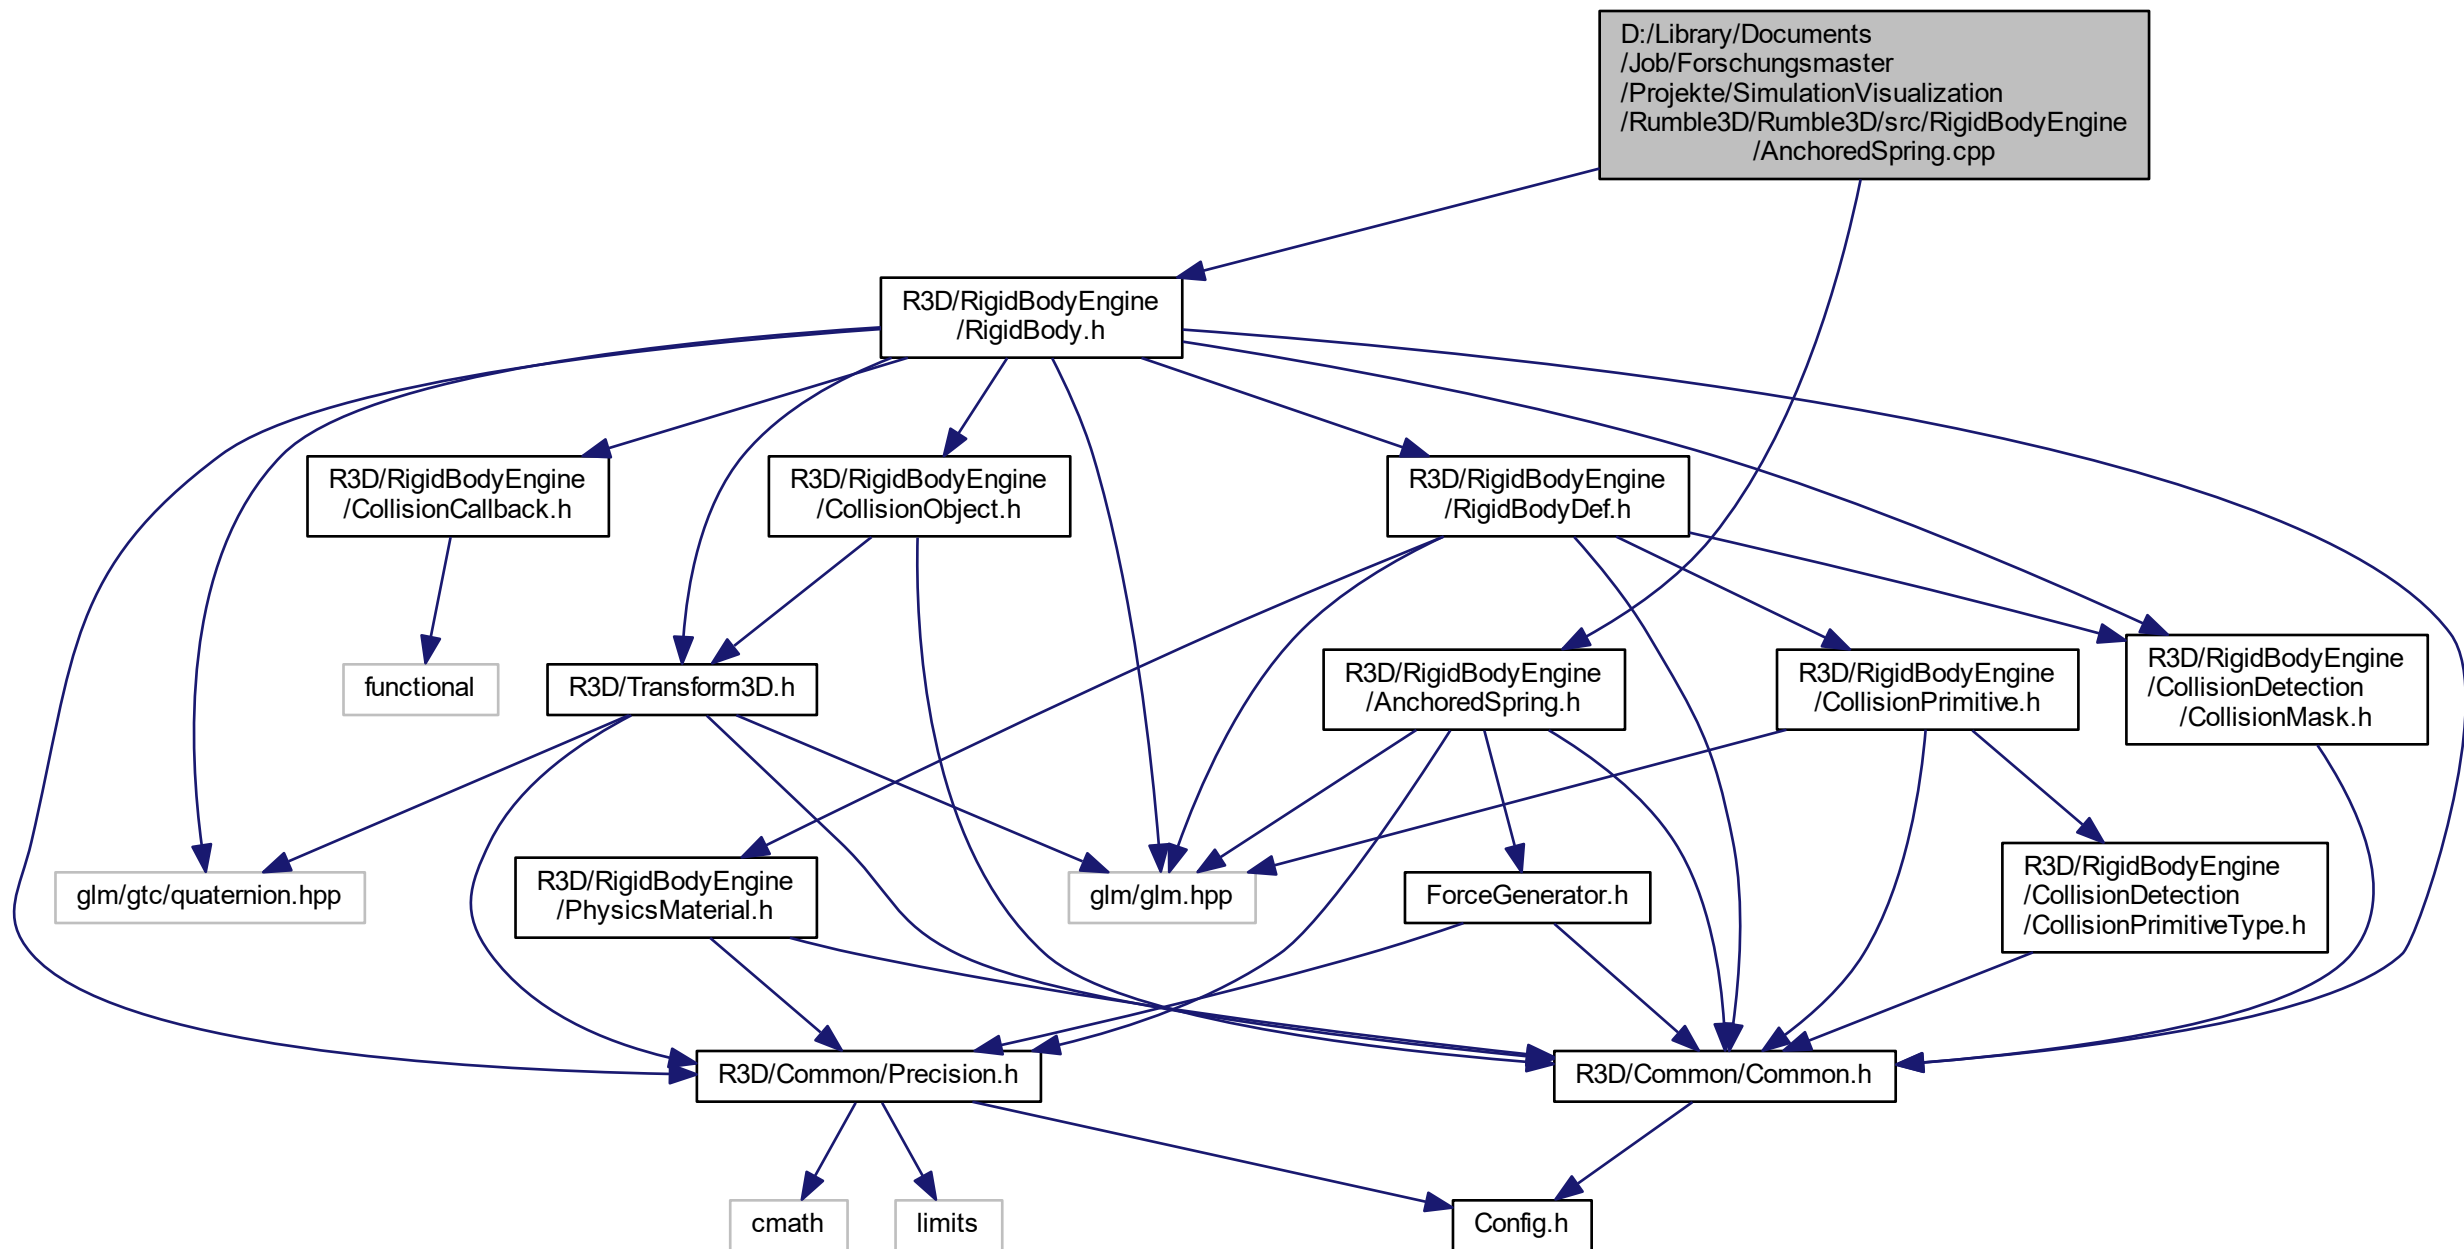 D:/Library/Documents
/Job/Forschungsmaster
/Projekte/SimulationVisualization
/Rumble3D/Rumble3D/src/RigidBodyEngine
/AnchoredSpring.cpp
R3D/RigidBodyEngine
/RigidBody.h
R3D/RigidBodyEngine
/CollisionCallback.h
R3D/RigidBodyEngine
/CollisionObject.h
R3D/RigidBodyEngine
/RigidBodyDef.h
functional
R3D/Transform3D.h
R3D/RigidBodyEngine
/AnchoredSpring.h
R3D/RigidBodyEngine
/CollisionPrimitive.h
R3D/RigidBodyEngine
/CollisionDetection
/CollisionMask.h
glm/gtc/quaternion.hpp
R3D/RigidBodyEngine
/PhysicsMaterial.h
glm/glm.hpp
ForceGenerator.h
R3D/RigidBodyEngine
/CollisionDetection
/CollisionPrimitiveType.h
R3D/Common/Precision.h
R3D/Common/Common.h
cmath
limits
Config.h